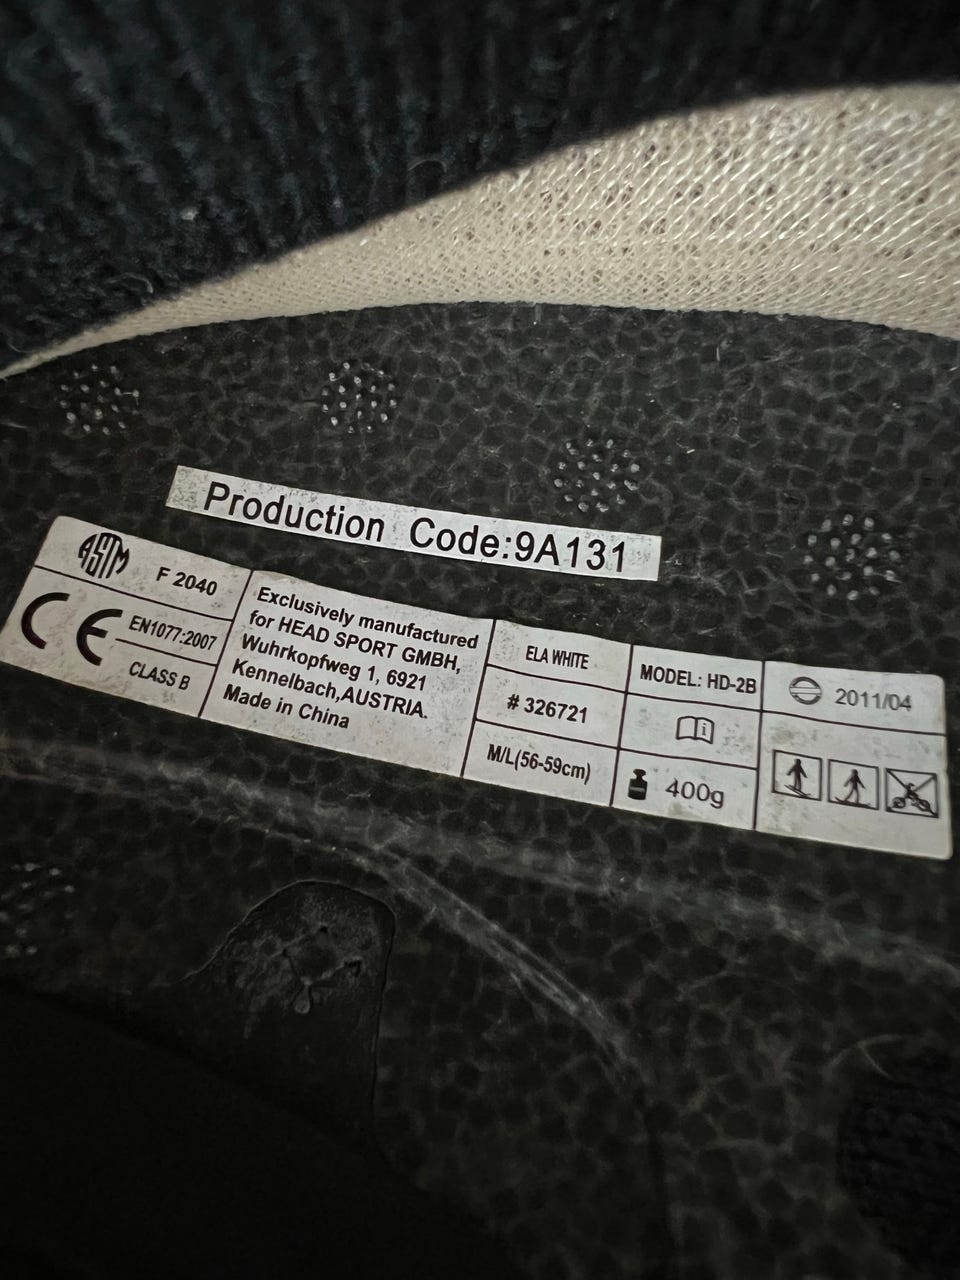 Production Code:9A131
ASTM F 2040
CE EN1077:2007
CLASS B
Exclusively manufactured
for HEAD SPORT GMBH,
Wuhrkopfweg 1, 6921
Kennelbach,AUSTRIA.
Made in China
ELA WHITE
# 326721
M/L(56-59cm)
MODEL: HD-2B
i
400g
2011/04